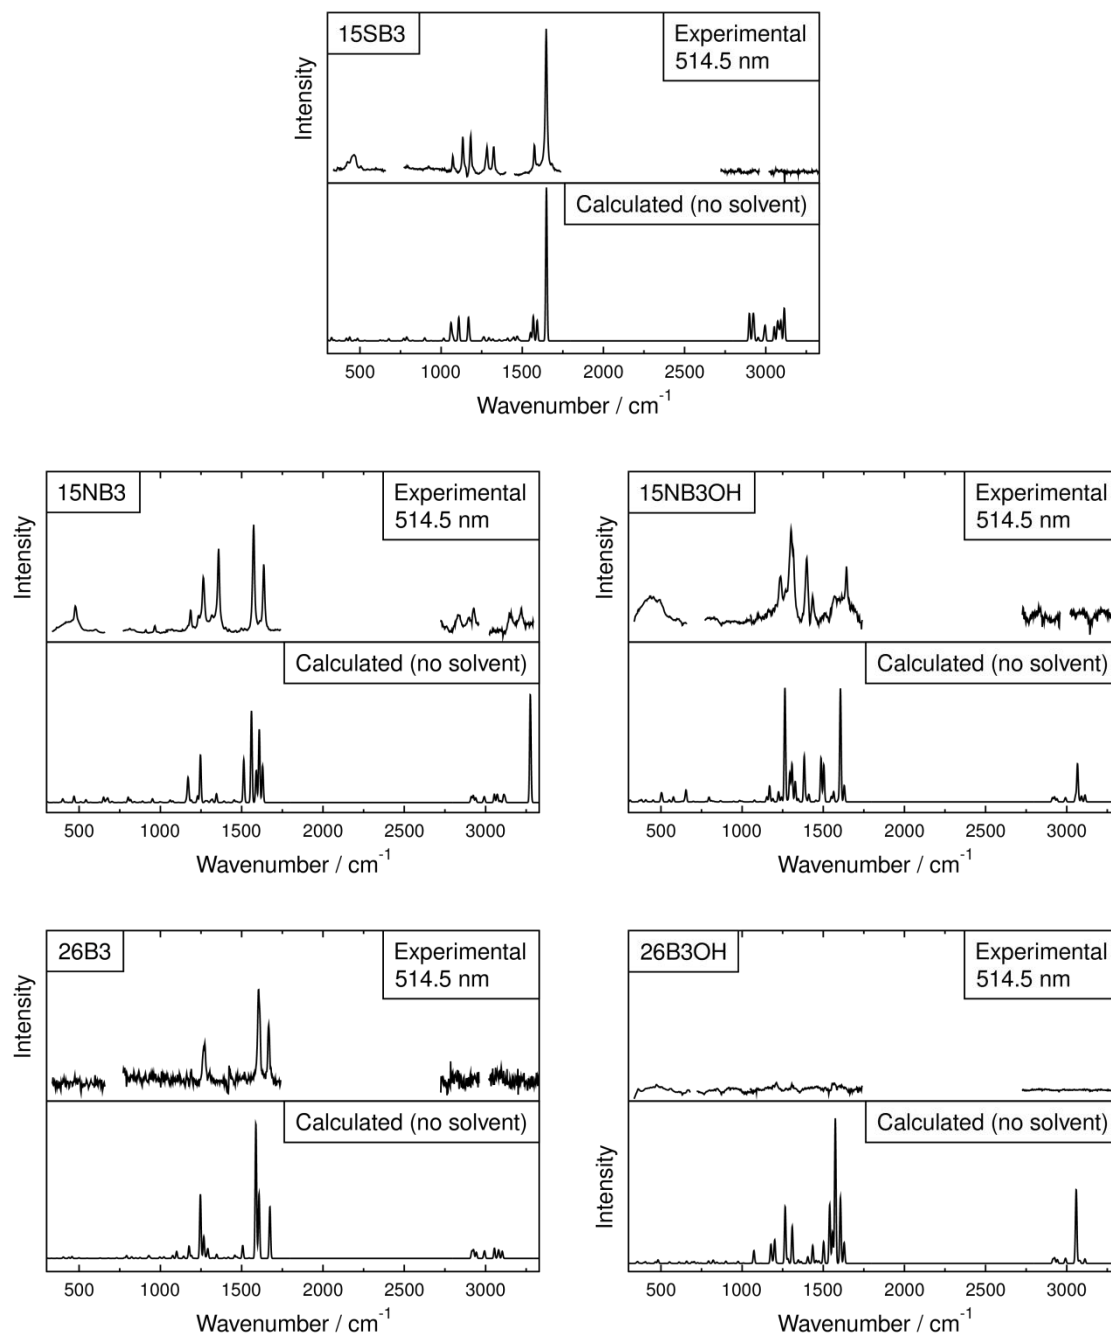 15SB3
Experimental
514.5 nm
Intensity
Calculated (no solvent)
500 1000 1500 2000 2500 3000
Wavenumber / cm⁻¹
15NB3
Experimental
514.5 nm
Intensity
Calculated (no solvent)
500 1000 1500 2000 2500 3000
Wavenumber / cm⁻¹
15NB3OH
Experimental
514.5 nm
Intensity
Calculated (no solvent)
500 1000 1500 2000 2500 3000
Wavenumber / cm⁻¹
26B3
Experimental
514.5 nm
Intensity
Calculated (no solvent)
500 1000 1500 2000 2500 3000
Wavenumber / cm⁻¹
26B3OH
Experimental
514.5 nm
Intensity
Calculated (no solvent)
500 1000 1500 2000 2500 3000
Wavenumber / cm⁻¹